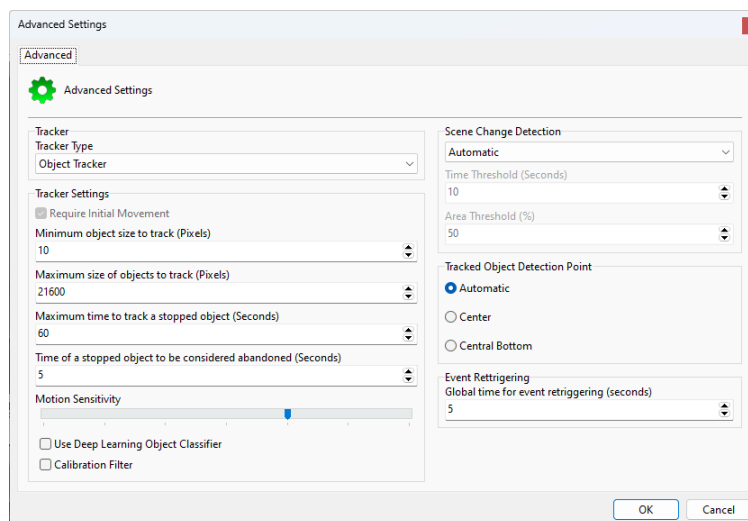 Advanced Settings
Advanced
Advanced Settings
Tracker
Tracker Type
Object Tracker
Tracker Settings
Require Initial Movement
Minimum object size to track (Pixels)
10
Maximum size of objects to track (Pixels)
21600
Maximum time to track a stopped object (Seconds)
60
Time of a stopped object to be considered abandoned (Seconds)
5
Motion Sensitivity
Use Deep Learning Object Classifier
Calibration Filter
Scene Change Detection
Automatic
Time Threshold (Seconds)
10
Area Threshold (%)
50
Tracked Object Detection Point
Automatic
Center
Central Bottom
Event Rettrigering
Global time for event retriggering (seconds)
5
OK
Cancel